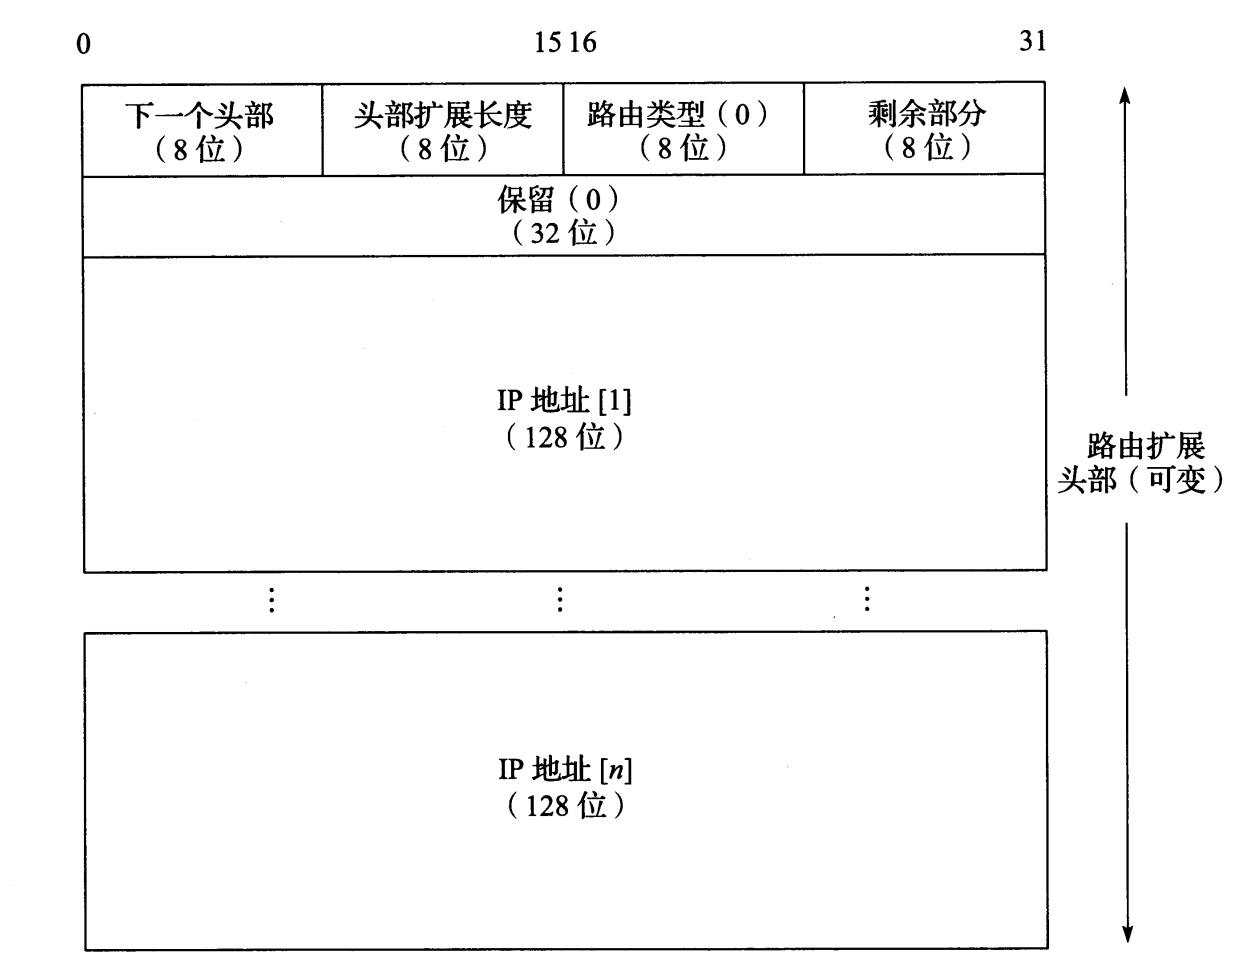 0 15 16 31
下一个头部 头部扩展长度 路由类型（0） 剩余部分
（8 位） （8 位） （8 位） （8 位）
保留（0）
（32 位）
IP 地址 [1]
（128 位）
路由扩展
头部（可变）
⋮ ⋮ ⋮
IP 地址 [n]
（128 位）